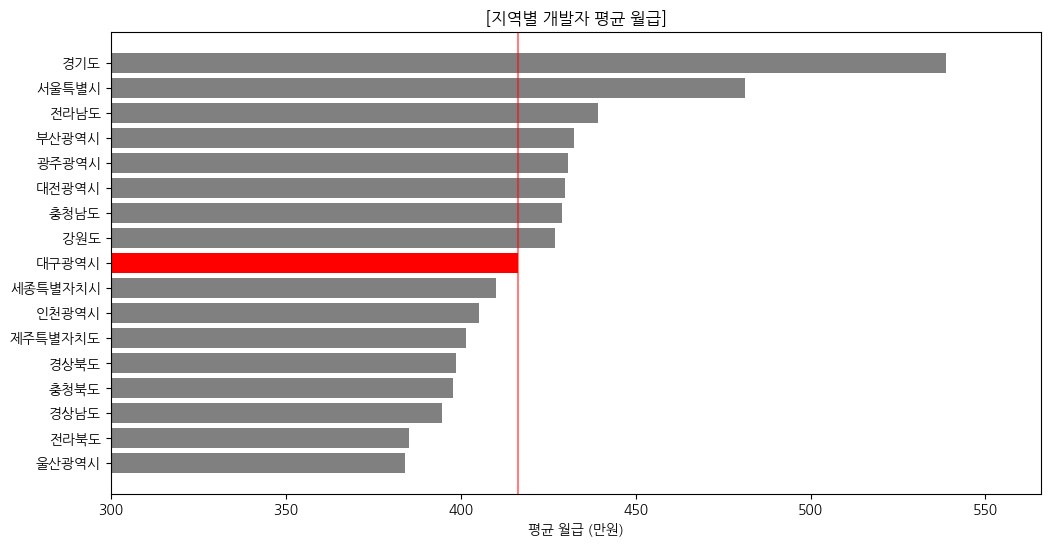 [지역별 개발자 평균 월급]
경기도
서울특별시
전라남도
부산광역시
광주광역시
대전광역시
충청남도
강원도
대구광역시
세종특별자치시
인천광역시
제주특별자치도
경상북도
충청북도
경상남도
전라북도
울산광역시
300 350 400 450 500 550
평균 월급 (만원)